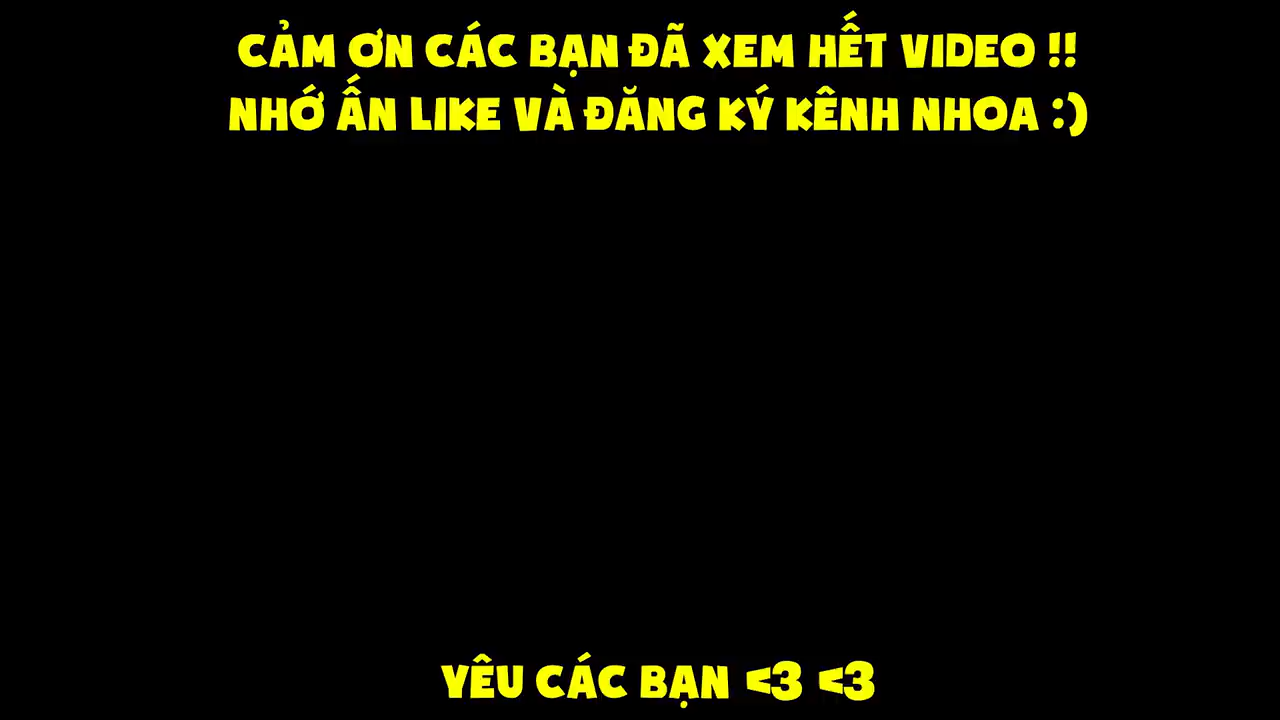 CẢM ƠN CÁC BẠN ĐÃ XEM HẾT VIDEO !!
NHỚ ẤN LIKE VÀ ĐĂNG KÝ KÊNH NHOA :)
YÊU CÁC BẠN <3 <3